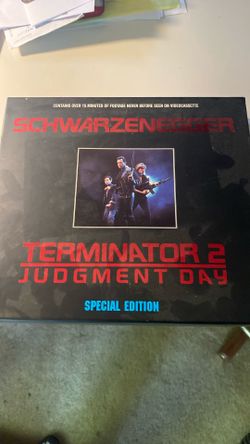 CONTAINS OVER 15 MINUTES OF FOOTAGE NEVER BEFORE SEEN ON VIDEOCASSETTE
SCHWARZENEGGER
TERMINATOR 2
JUDGMENT DAY
SPECIAL EDITION